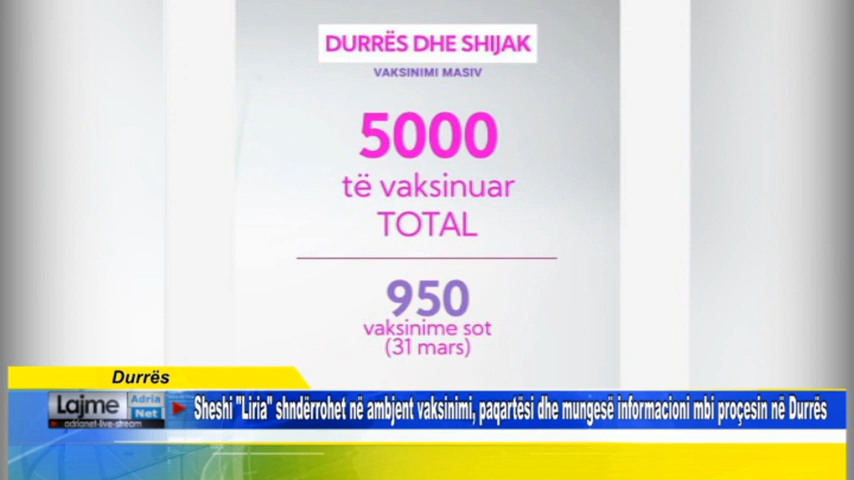 DURRËS DHE SHIJAK
VAKSINIMI MASIV
5000
të vaksinuar
TOTAL
950
vaksinime sot
(31 mars)
Durrës
Lajme Adria Net
adrianet-live-stream
Sheshi "Liria" shndërrohet në ambjent vaksinimi, paqartësi dhe mungesë informacioni mbi proçesin në Durrës